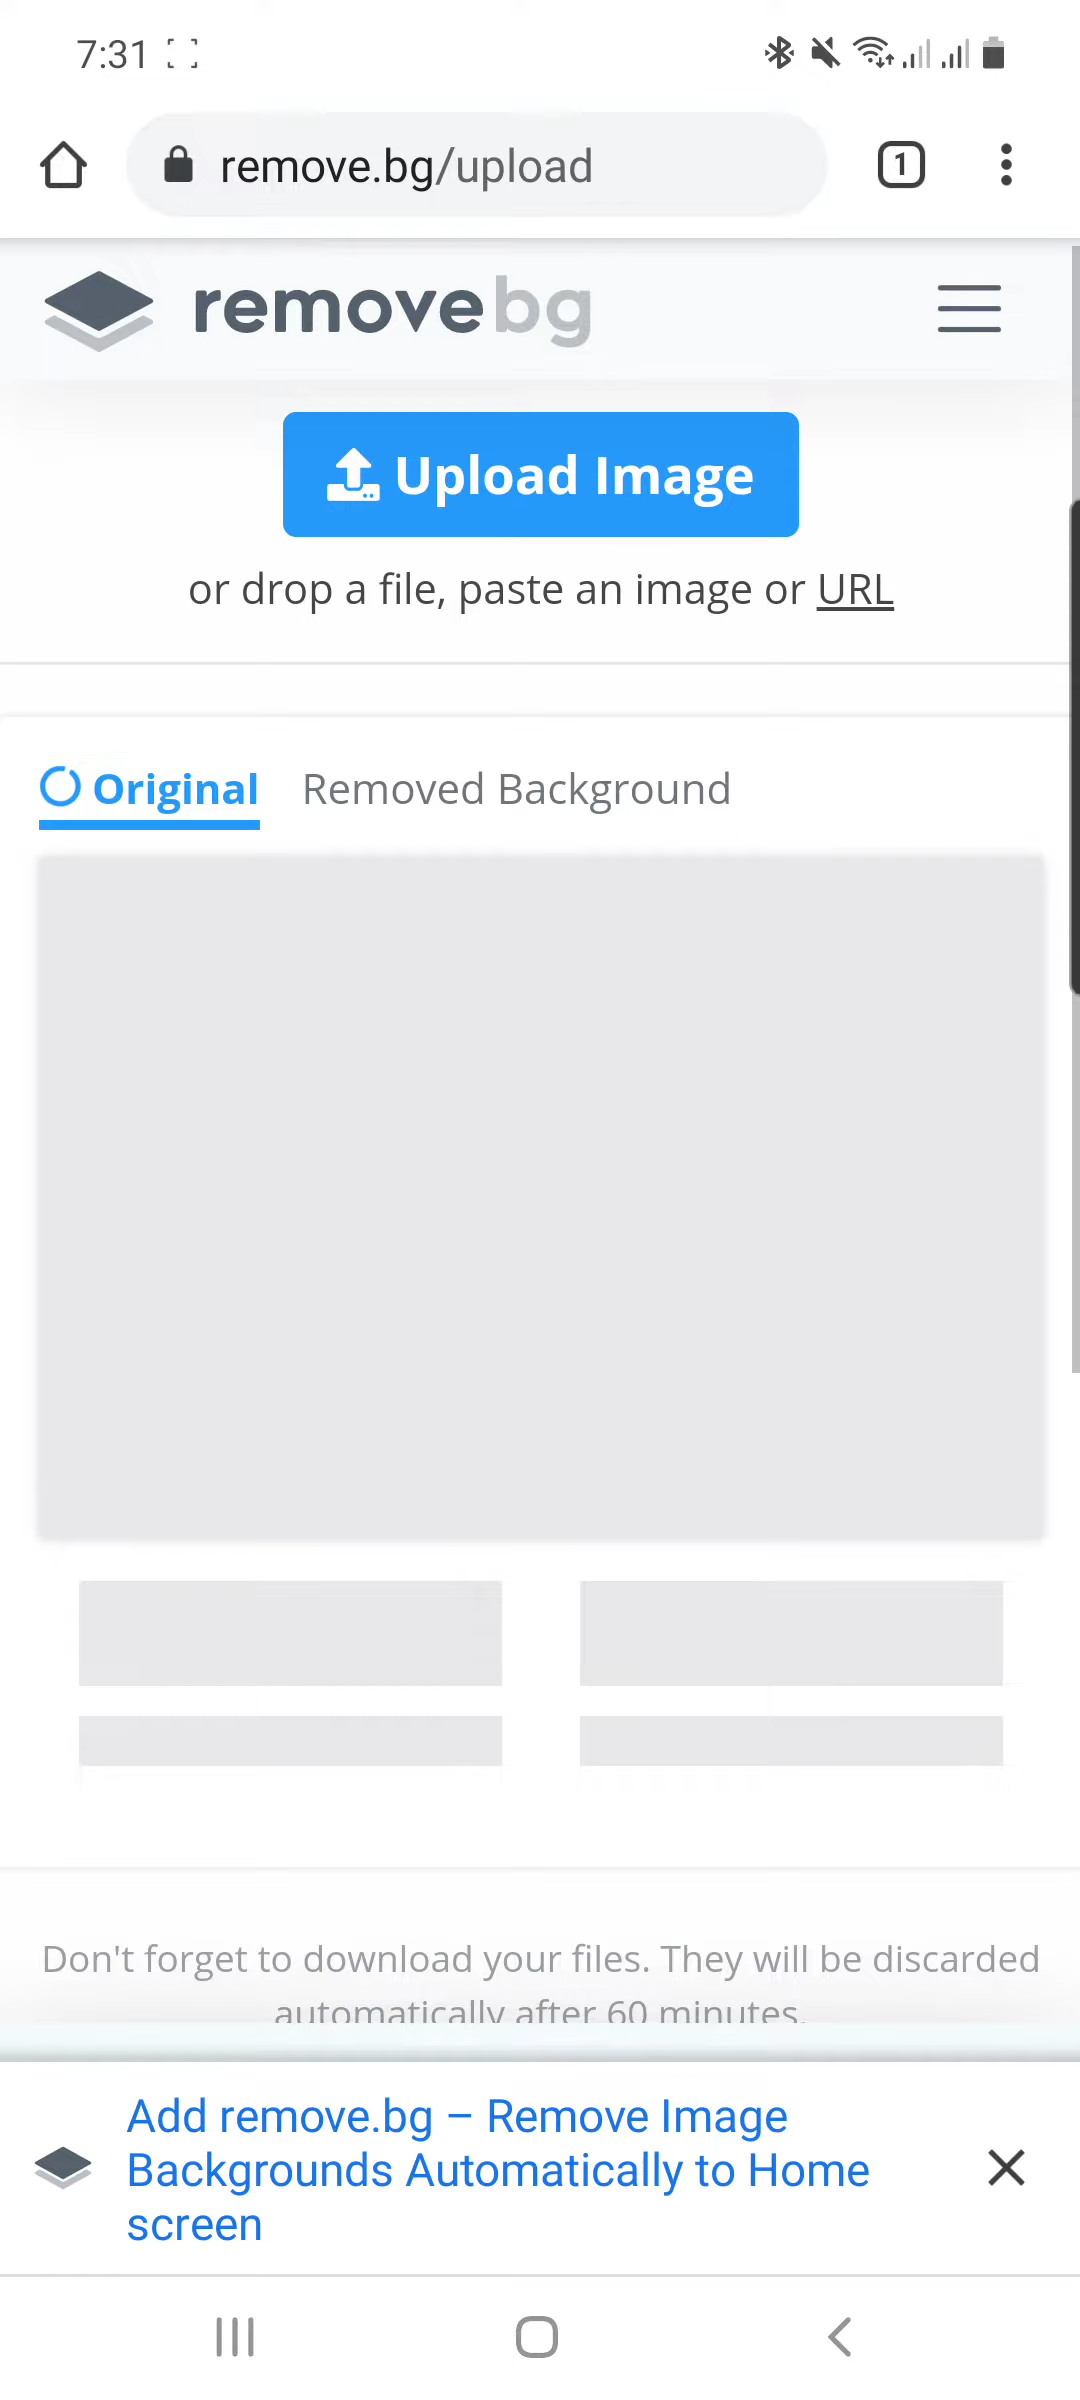 7:31
remove.bg/upload
1
removebg
Upload Image
or drop a file, paste an image or URL
Original
Removed Background
Don't forget to download your files. They will be discarded
automatically after 60 minutes.
Add remove.bg – Remove Image
Backgrounds Automatically to Home
screen